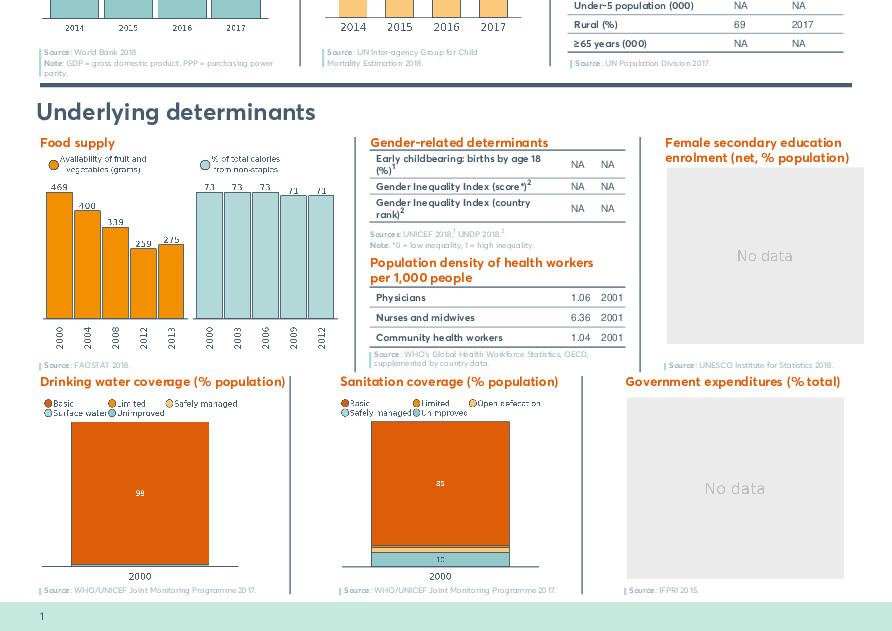 2014 2015 2016 2017
Source: World Bank 2018.
Note: GDP = gross domestic product. PPP = purchasing power
parity.
2014 2015 2016 2017
Source: UN Inter-agency Group for Child
Mortality Estimation 2018.
Under-5 population (000) NA NA
Rural (%) 69 2017
≥65 years (000) NA NA
Source: UN Population Division 2017.
Underlying determinants
Food supply
Availability of fruit and
vegetables (grams)
% of total calories
from non-staples
469 400 339 259 275
2000 2004 2008 2012 2013
73 73 73 71 71
2000 2003 2006 2009 2012
Source: FAOSTAT 2018.
Gender-related determinants
Early childbearing: births by age 18
(%)¹ NA NA
Gender Inequality Index (score*)² NA NA
Gender Inequality Index (country
rank)² NA NA
Sources: UNICEF 2018,¹ UNDP 2018.²
Note: *0 = low inequality, 1 = high inequality.
Population density of health workers
per 1,000 people
Physicians 1.06 2001
Nurses and midwives 6.36 2001
Community health workers 1.04 2001
Source: WHO's Global Health Workforce Statistics, OECD,
supplemented by country data.
Female secondary education
enrolment (net, % population)
No data
Source: UNESCO Institute for Statistics 2018.
Drinking water coverage (% population)
Basic Limited Safely managed
Surface water Unimproved
98
2000
Source: WHO/UNICEF Joint Monitoring Programme 2017.
Sanitation coverage (% population)
Basic Limited Open defecation
Safely managed Unimproved
85
10
2000
Source: WHO/UNICEF Joint Monitoring Programme 2017.
Government expenditures (% total)
No data
Source: IFPRI 2015.
1